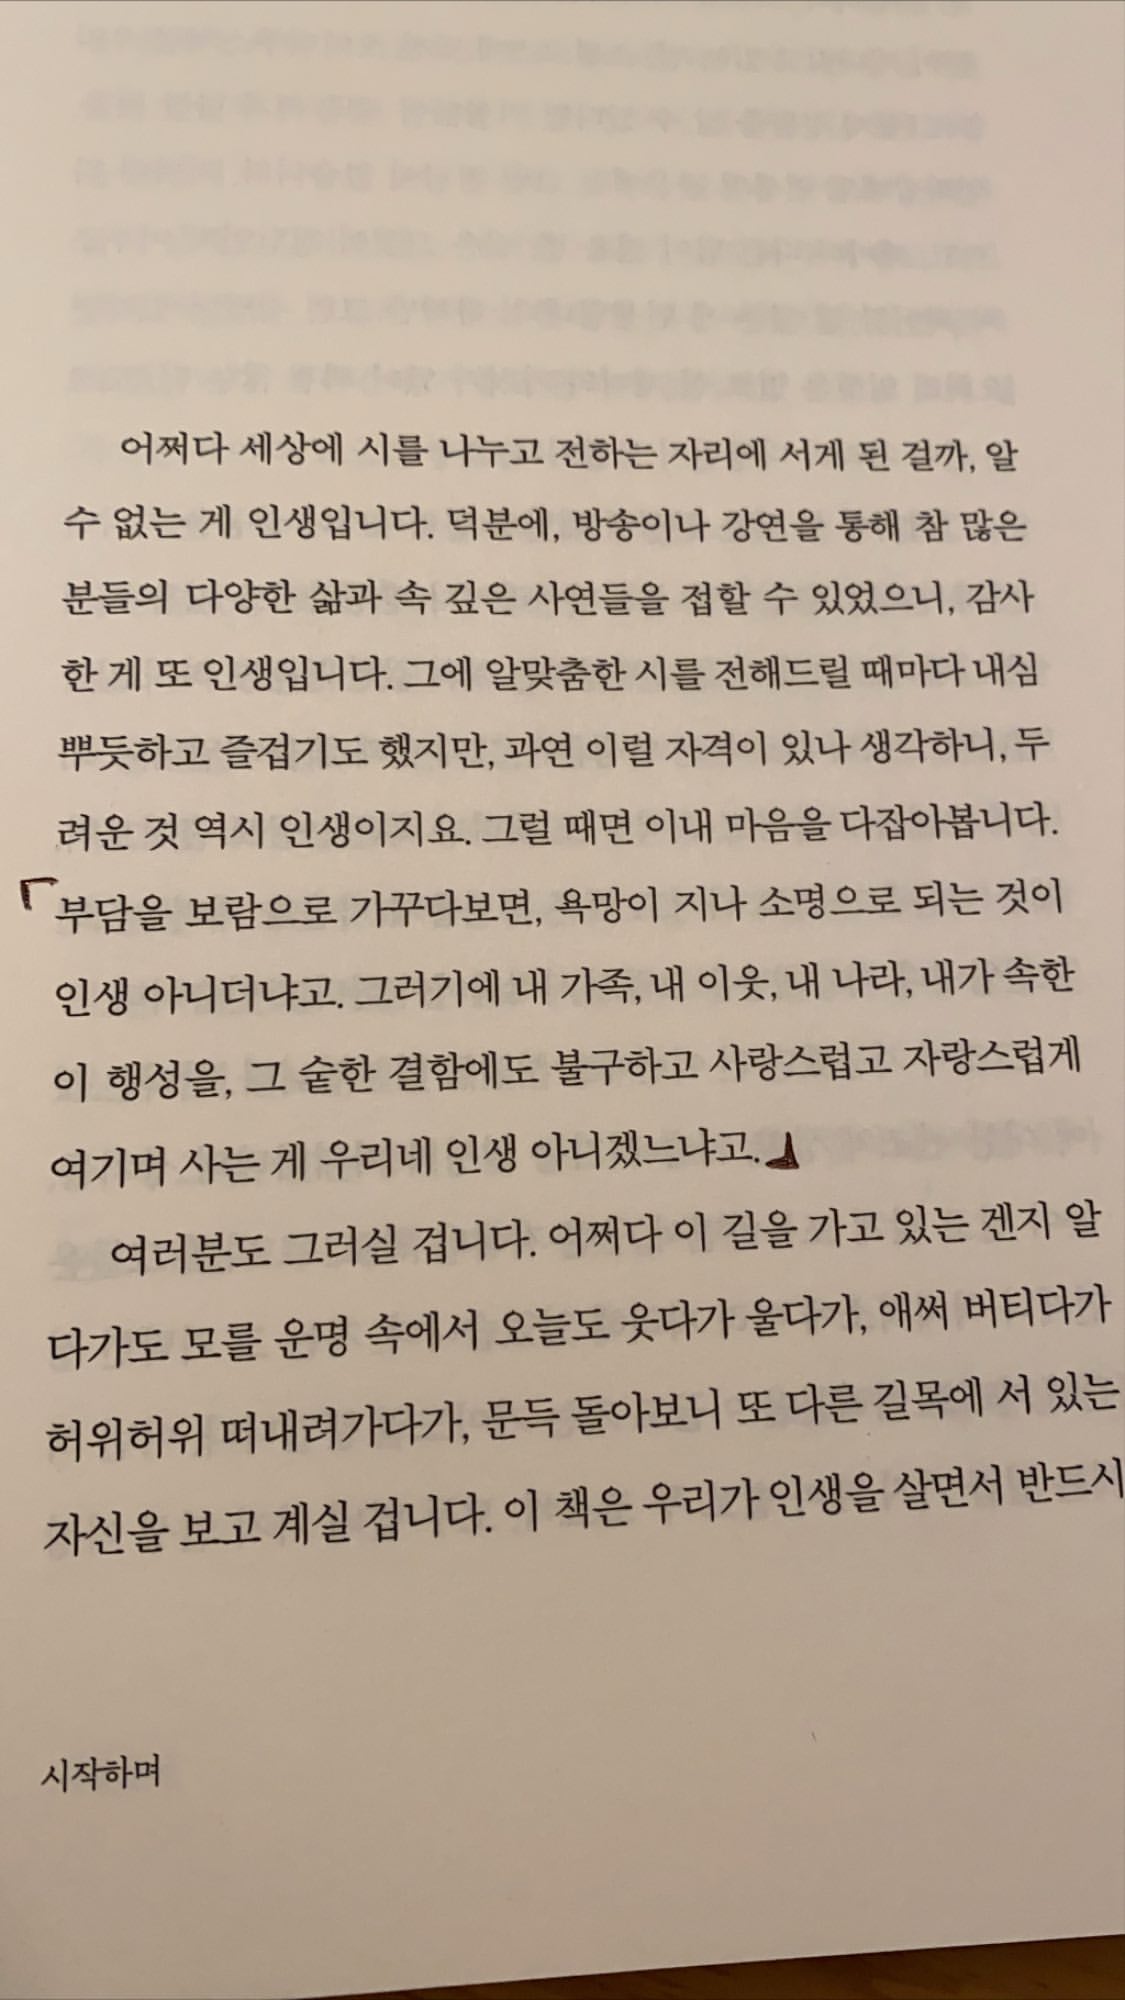 어쩌다 세상에 시를 나누고 전하는 자리에 서게 된 걸까, 알
수 없는 게 인생입니다. 덕분에, 방송이나 강연을 통해 참 많은
분들의 다양한 삶과 속 깊은 사연들을 접할 수 있었으니, 감사
한 게 또 인생입니다. 그에 알맞춤한 시를 전해드릴 때마다 내심
뿌듯하고 즐겁기도 했지만, 과연 이럴 자격이 있나 생각하니, 두
려운 것 역시 인생이지요. 그럴 때면 이내 마음을 다잡아봅니다.
「부담을 보람으로 가꾸다보면, 욕망이 지나 소명으로 되는 것이
인생 아니더냐고. 그러기에 내 가족, 내 이웃, 내 나라, 내가 속한
이 행성을, 그 숱한 결함에도 불구하고 사랑스럽고 자랑스럽게
여기며 사는 게 우리네 인생 아니겠느냐고.」
여러분도 그러실 겁니다. 어쩌다 이 길을 가고 있는 겐지 알
다가도 모를 운명 속에서 오늘도 웃다가 울다가, 애써 버티다가
허위허위 떠내려가다가, 문득 돌아보니 또 다른 길목에 서 있는
자신을 보고 계실 겁니다. 이 책은 우리가 인생을 살면서 반드시
시작하며